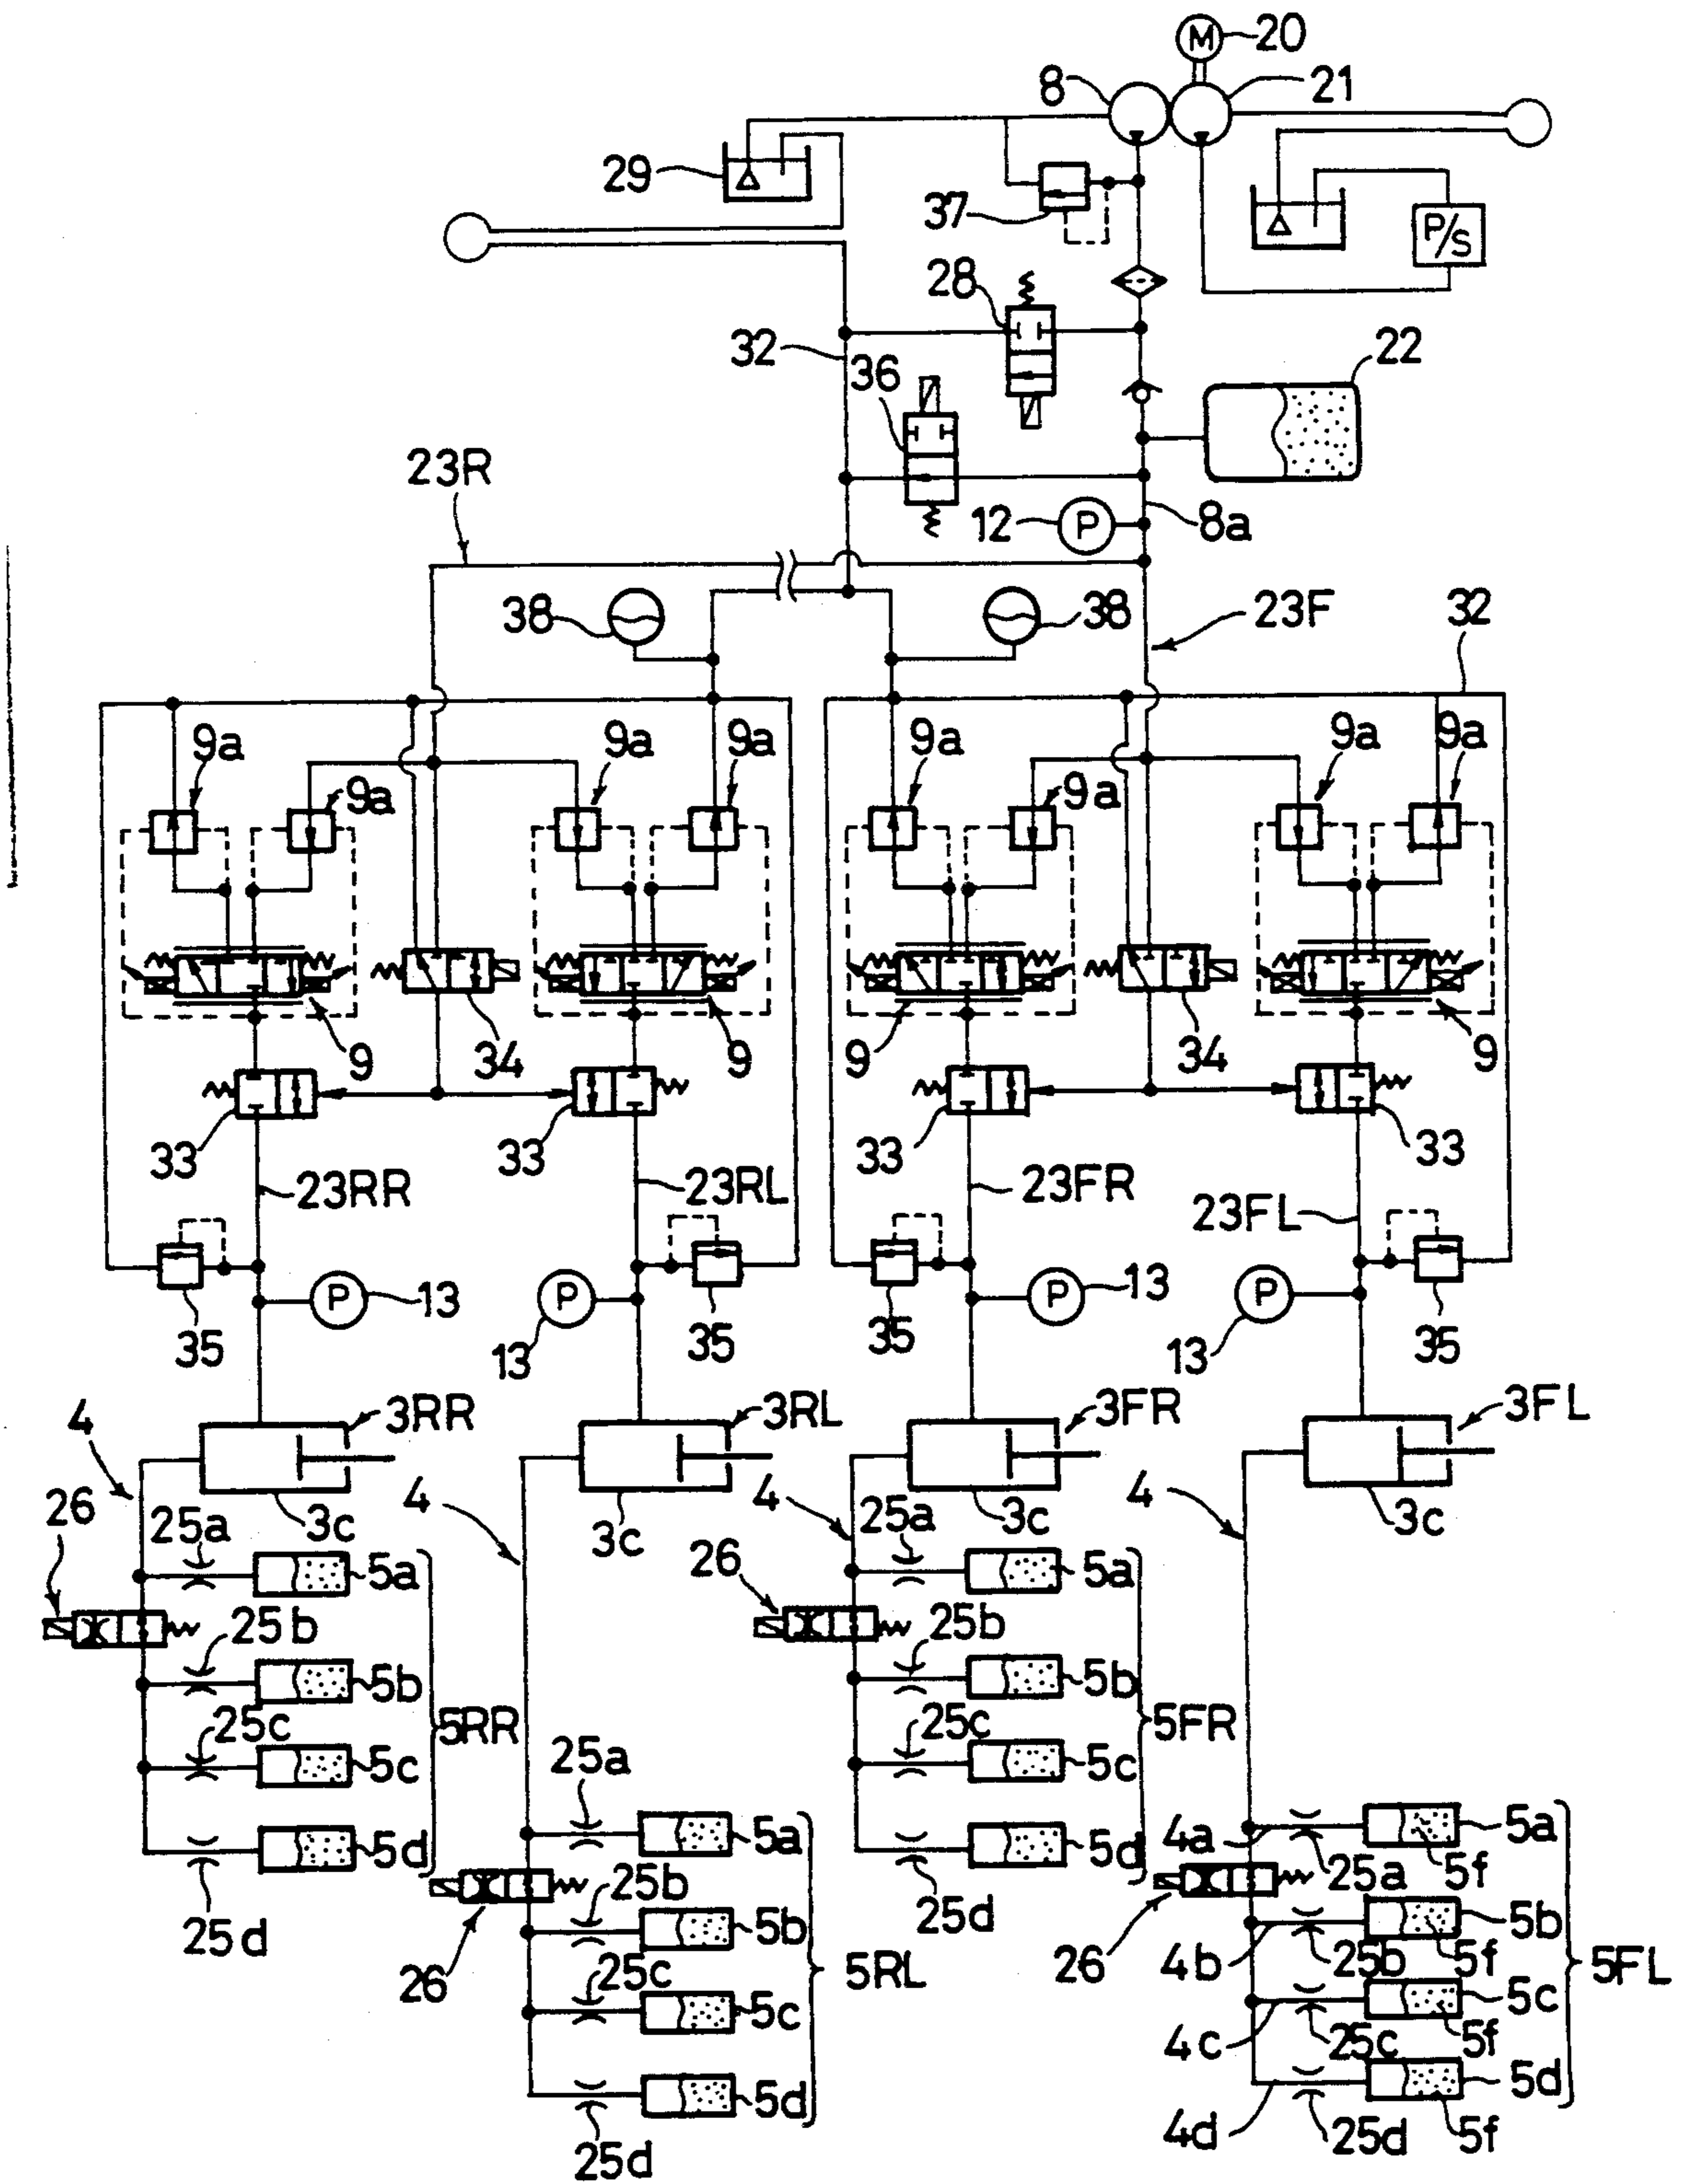 M 20
8 21
29
37
P/S
28
32
36
22
23R
12 P 8a
38 38 23F 32
9a 9a 9a 9a 9a 9a
9a 9a
9 34 9 9 34 9
33 33 33 33
23RR 23RL 23FR 23FL
P 13 P P 13 P
35 13 35 35 13 35
4 3RR 3RL 3FR 3FL
26 25a 3c 4 3c 4 25a 3c 4 3c
5a 26 5a
25b 25b
5b 5b
25c 5RR 25c 5FR
5c 25a 5c
5d 5a 5d 4a 25a 5f 5a
25d 25b 25d
26 5b 26 4b 25b 5f 5b
25c 5RL 5FL
5c 4c 25c 5f 5c
5d 4d 25d 5f 5d
25d